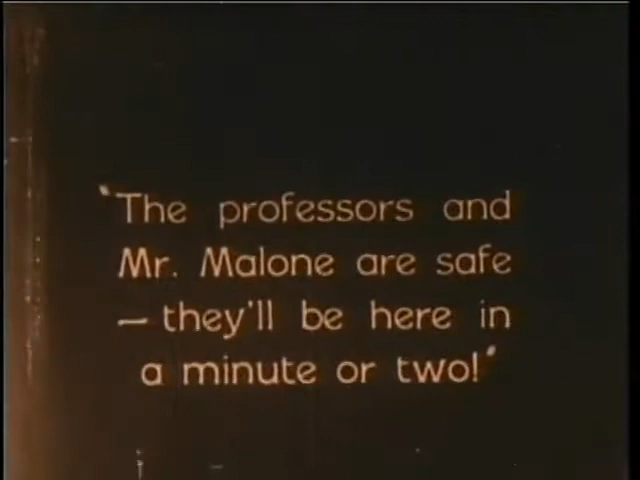 "The professors and
Mr. Malone are safe
— they'll be here in
a minute or two!"